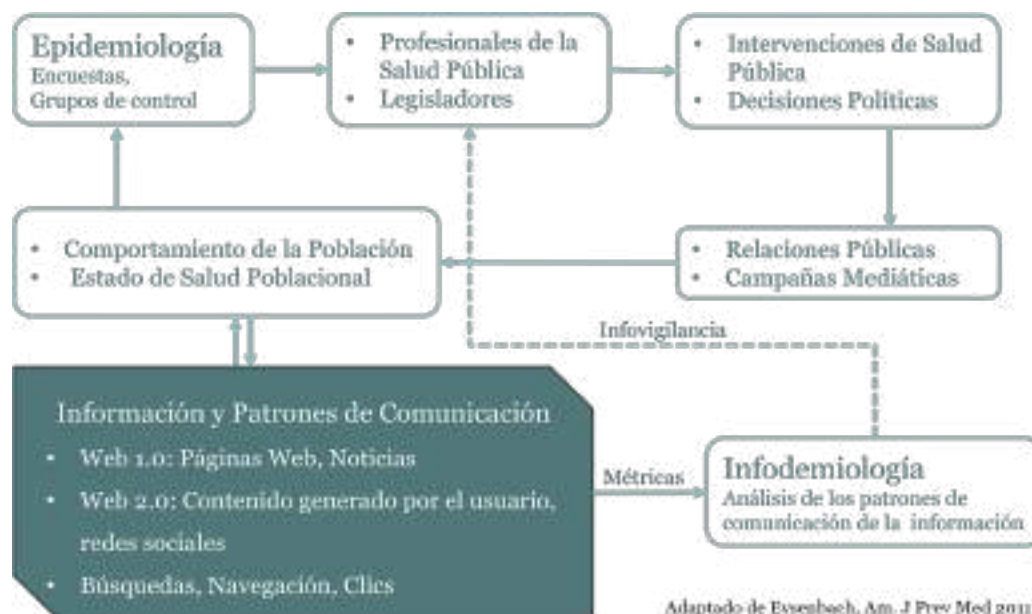 Epidemiología
Encuestas,
Grupos de control
• Profesionales de la
Salud Pública
• Legisladores
• Intervenciones de Salud
Pública
• Decisiones Políticas
• Comportamiento de la Población
• Estado de Salud Poblacional
• Relaciones Públicas
• Campañas Mediáticas
Infovigilancia
Información y Patrones de Comunicación
• Web 1.0: Páginas Web, Noticias
• Web 2.0: Contenido generado por el usuario,
redes sociales
• Búsquedas, Navegación, Clics
Métricas
Infodemiología
Análisis de los patrones de
comunicación de la información
Adaptado de Eysenbach, Am. J Prev Med